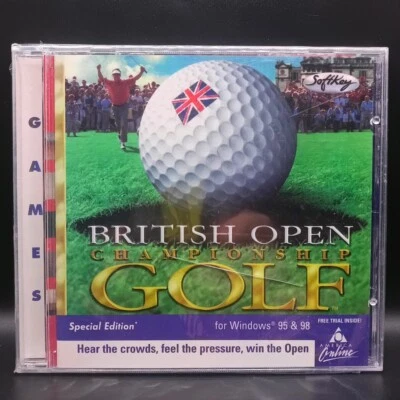 SoftKey
GAMES
BRITISH OPEN
CHAMPIONSHIP
GOLF
Special Edition*
for Windows® 95 & 98
FREE TRIAL INSIDE!
AMERICA
Online
Hear the crowds, feel the pressure, win the Open